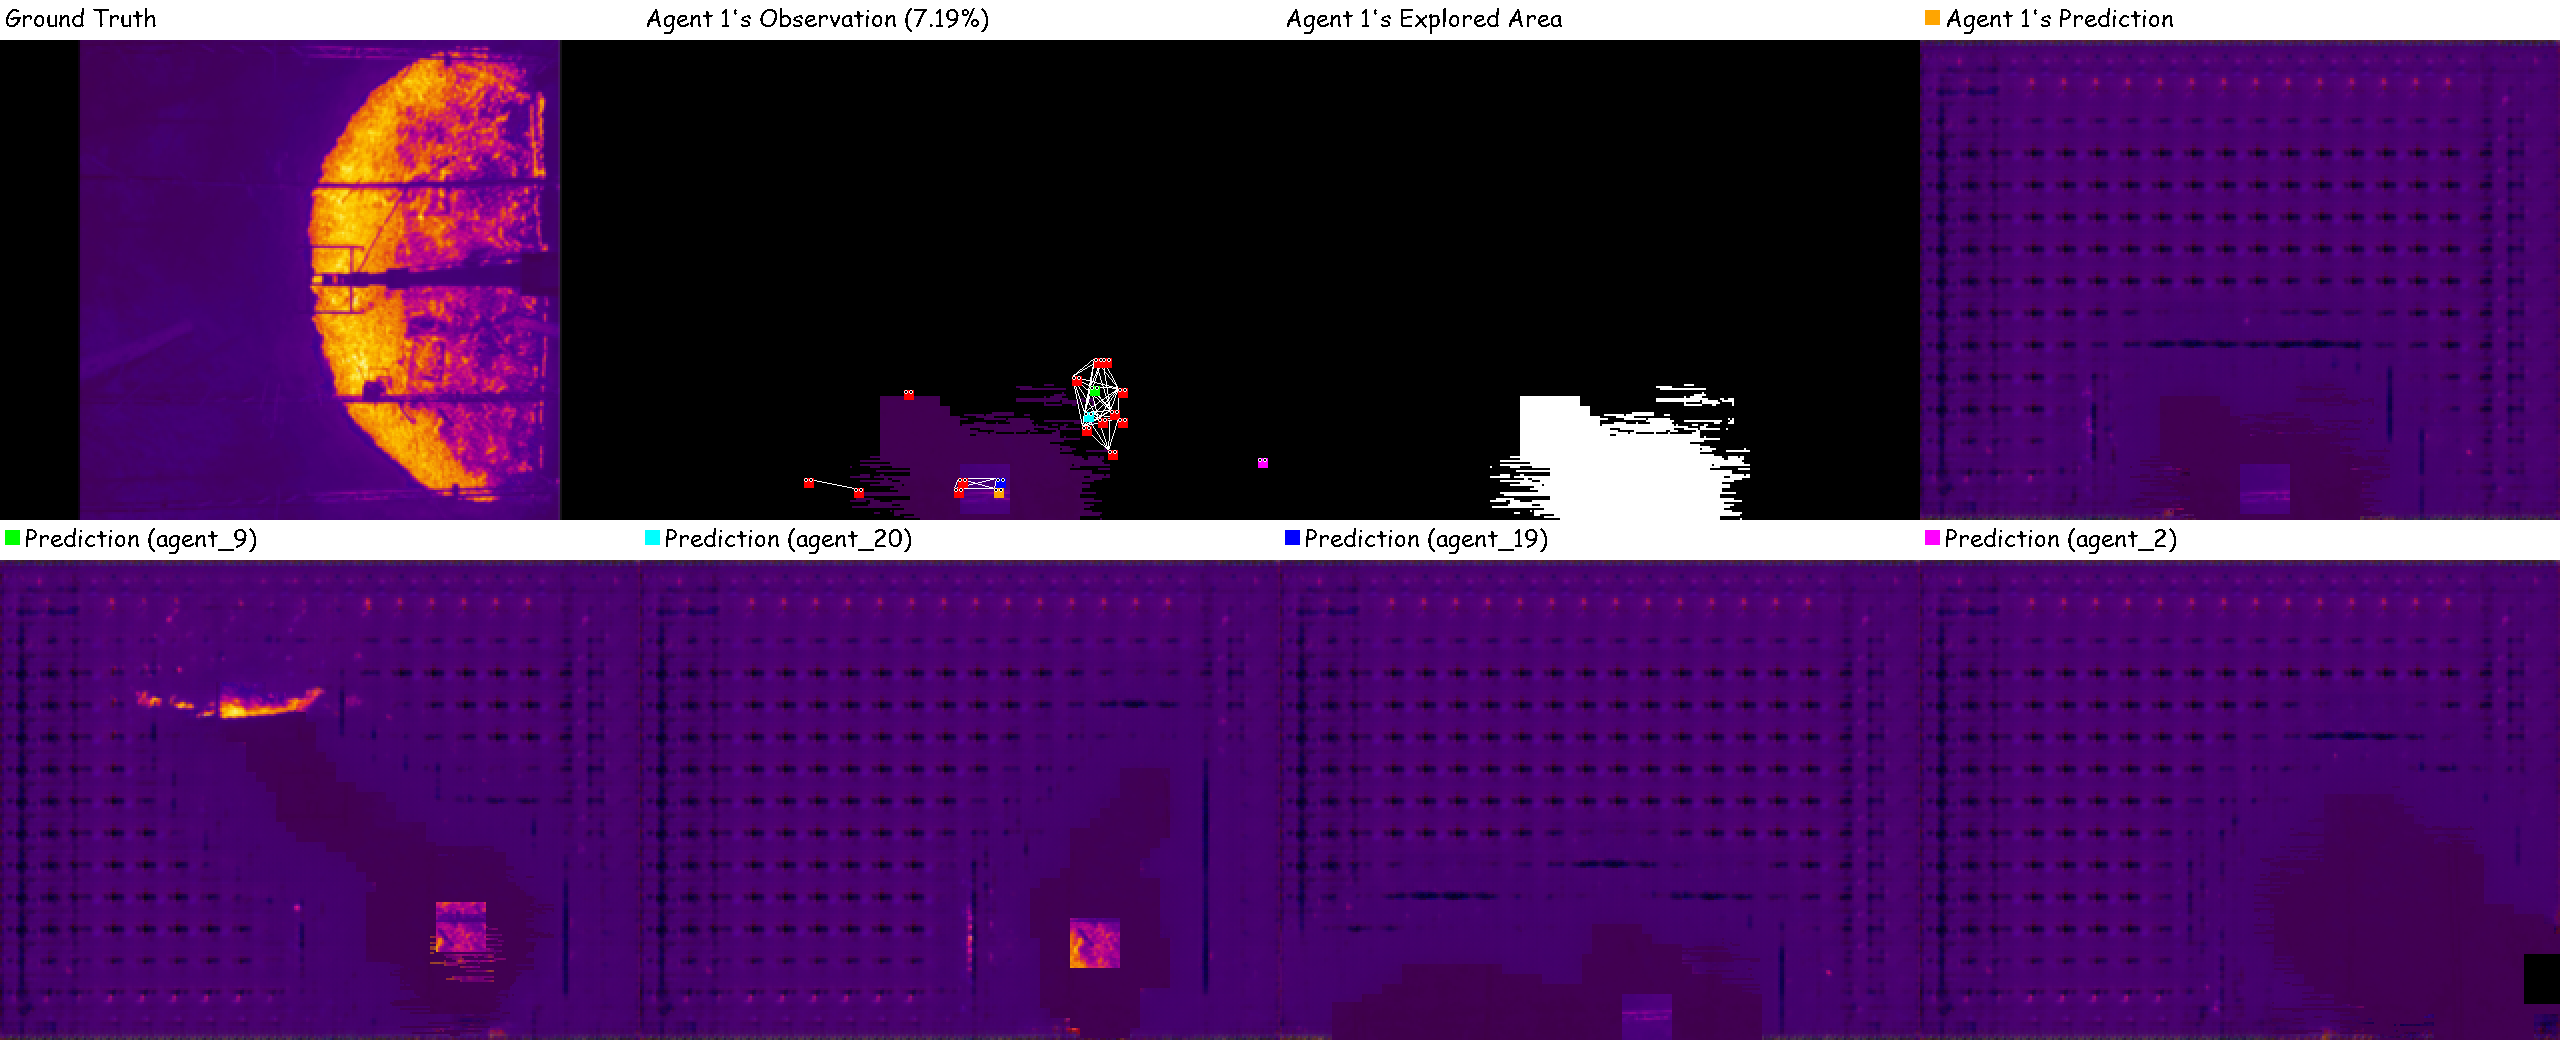 Ground Truth
Agent 1's Observation (7.19%)
Agent 1's Explored Area
Agent 1's Prediction
Prediction (agent_9)
Prediction (agent_20)
Prediction (agent_19)
Prediction (agent_2)